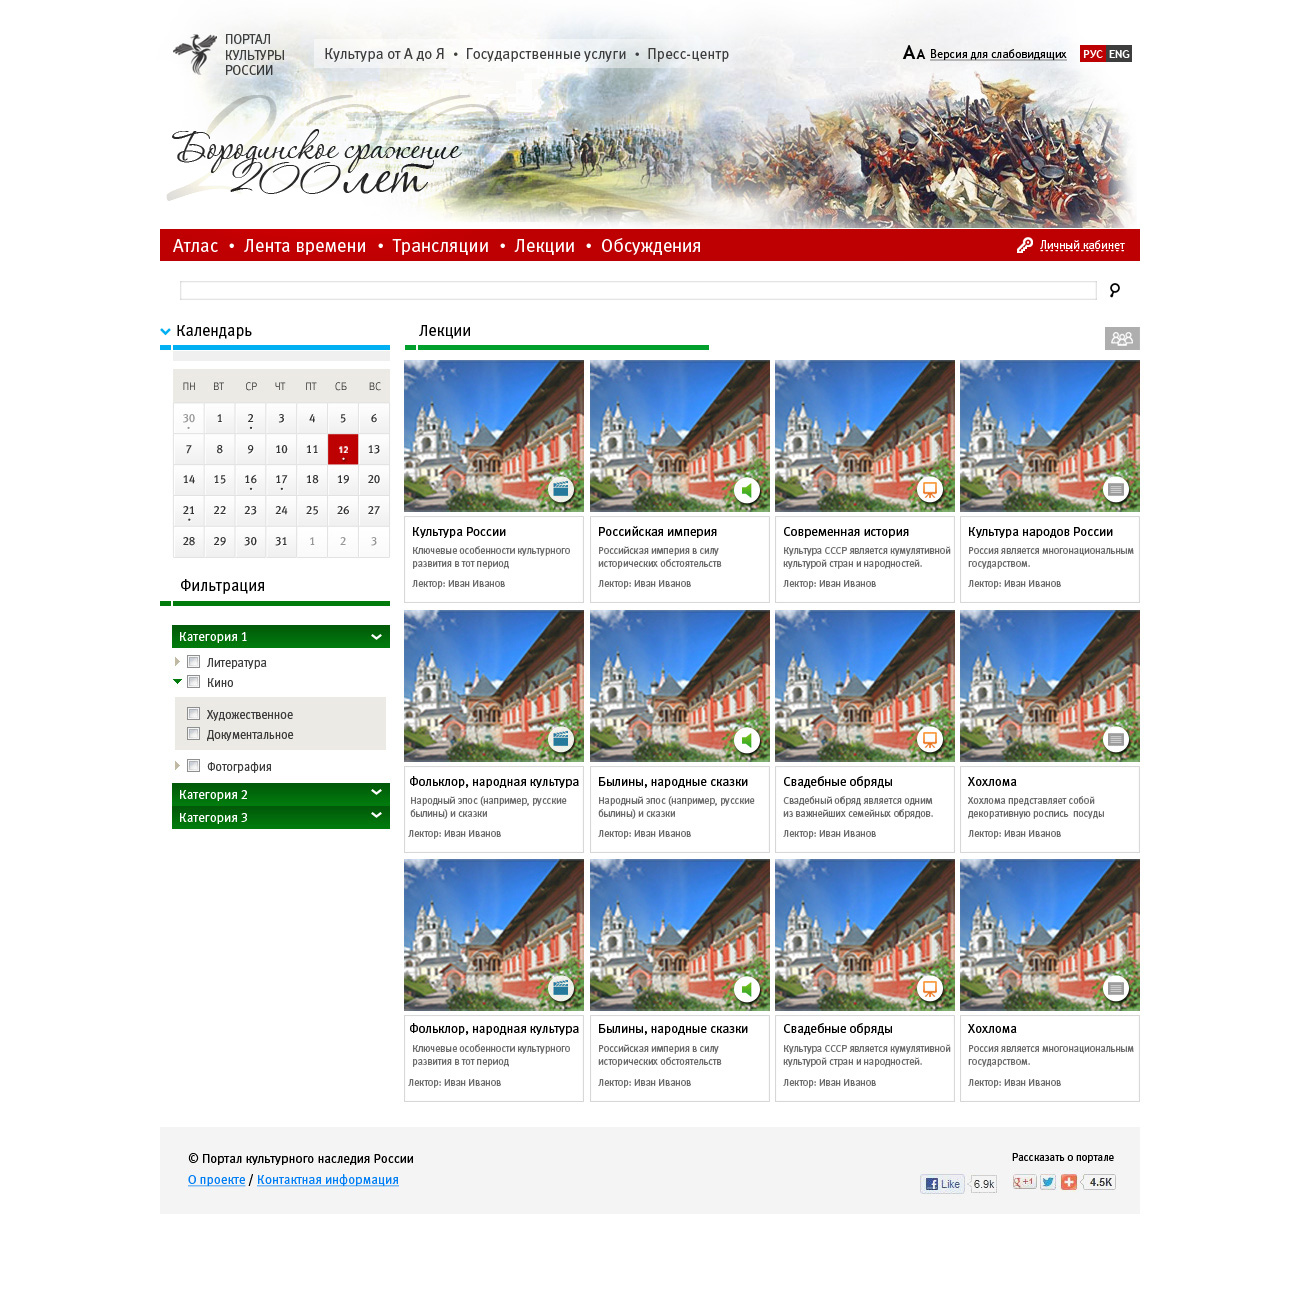 ПОРТАЛ
КУЛЬТУРЫ
РОССИИ
Культура от А до Я • Государственные услуги • Пресс-центр
АА Версия для слабовидящих
РУС ENG
200
Бородинское сражение
200 лет
Атлас • Лента времени • Трансляции • Лекции • Обсуждения
Личный кабинет
Календарь
ПН ВТ СР ЧТ ПТ СБ ВС
30 1 2 3 4 5 6
7 8 9 10 11 12 13
14 15 16 17 18 19 20
21 22 23 24 25 26 27
28 29 30 31 1 2 3
Фильтрация
Категория 1
Литература
Кино
Художественное
Документальное
Фотография
Категория 2
Категория 3
Лекции
Культура России
Ключевые особенности культурного
развития в тот период
Лектор: Иван Иванов
Российская империя
Российская империя в силу
исторических обстоятельств
Лектор: Иван Иванов
Современная история
Культура СССР является кумулятивной
культурой стран и народностей.
Лектор: Иван Иванов
Культура народов России
Россия является многонациональным
государством.
Лектор: Иван Иванов
Фольклор, народная культура
Народный эпос (например, русские
былины) и сказки
Лектор: Иван Иванов
Былины, народные сказки
Народный эпос (например, русские
былины) и сказки
Лектор: Иван Иванов
Свадебные обряды
Свадебный обряд является одним
из важнейших семейных обрядов.
Лектор: Иван Иванов
Хохлома
Хохлома представляет собой
декоративную роспись посуды
Лектор: Иван Иванов
Фольклор, народная культура
Ключевые особенности культурного
развития в тот период
Лектор: Иван Иванов
Былины, народные сказки
Российская империя в силу
исторических обстоятельств
Лектор: Иван Иванов
Свадебные обряды
Культура СССР является кумулятивной
культурой стран и народностей.
Лектор: Иван Иванов
Хохлома
Россия является многонациональным
государством.
Лектор: Иван Иванов
© Портал культурного наследия России
О проекте / Контактная информация
Рассказать о портале
Like 6.9k
g +1 4.5K